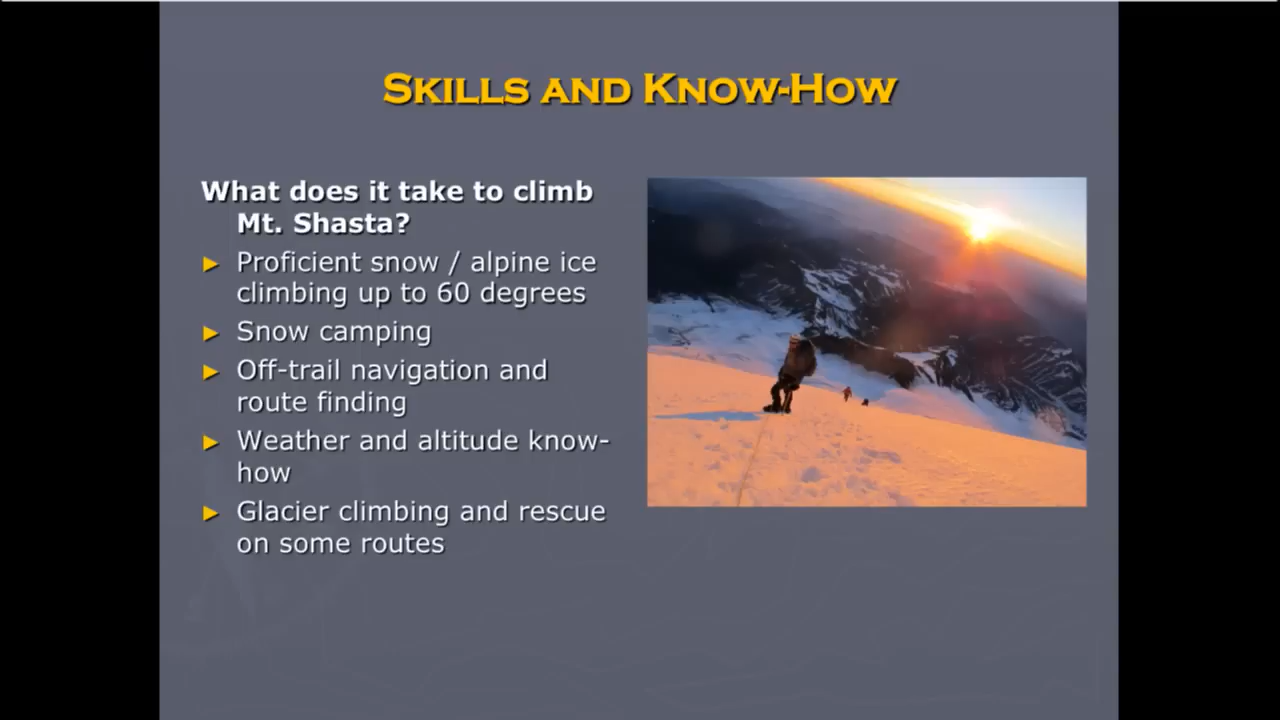 Skills and Know-How
What does it take to climb
Mt. Shasta?
► Proficient snow / alpine ice
climbing up to 60 degrees
► Snow camping
► Off-trail navigation and
route finding
► Weather and altitude know-
how
► Glacier climbing and rescue
on some routes